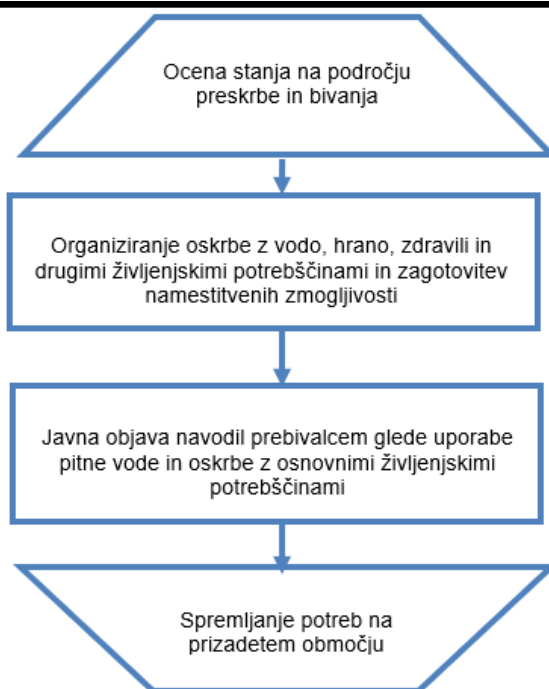 Ocena stanja na področju
preskrbe in bivanja
Organiziranje oskrbe z vodo, hrano, zdravili in
drugimi življenjskimi potrebščinami in zagotovitev
namestitvenih zmogljivosti
Javna objava navodil prebivalcem glede uporabe
pitne vode in oskrbe z osnovnimi življenjskimi
potrebščinami
Spremljanje potreb na
prizadetem območju